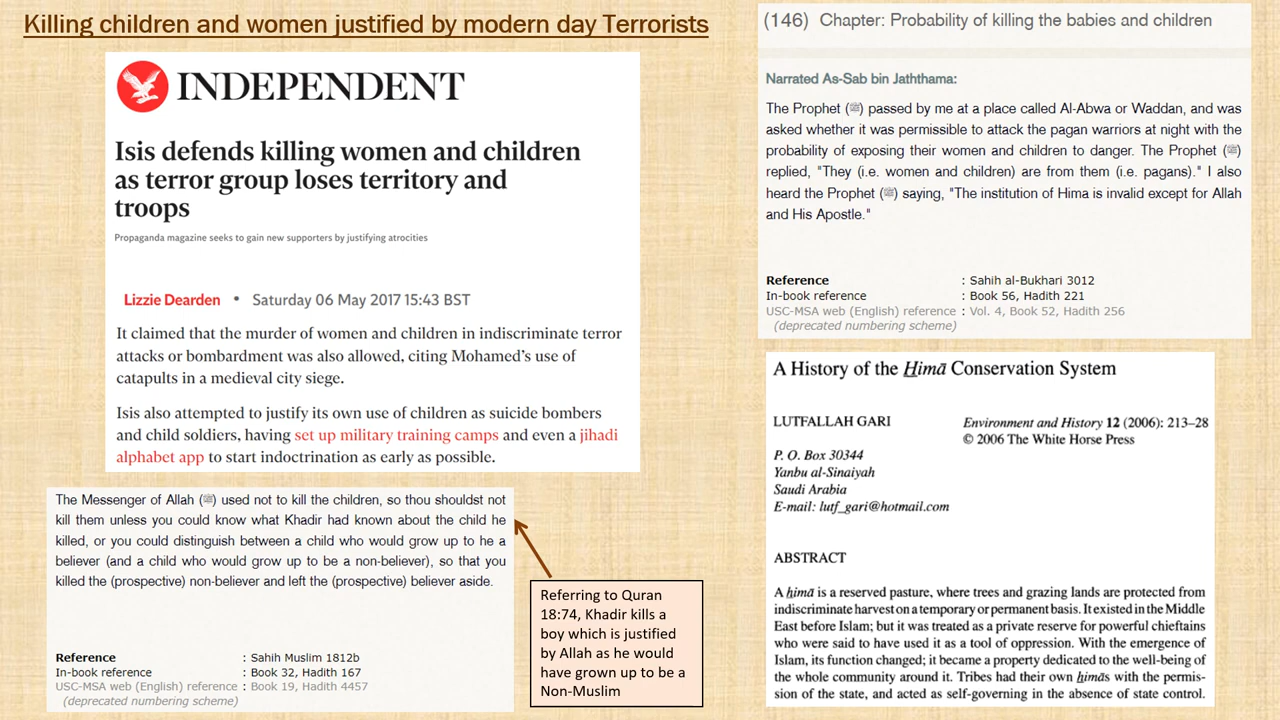 Killing children and women justified by modern day Terrorists
INDEPENDENT
Isis defends killing women and children
as terror group loses territory and
troops
Propaganda magazine seeks to gain new supporters by justifying atrocities
Lizzie Dearden • Saturday 06 May 2017 15:43 BST
It claimed that the murder of women and children in indiscriminate terror
attacks or bombardment was also allowed, citing Mohamed's use of
catapults in a medieval city siege.
Isis also attempted to justify its own use of children as suicide bombers
and child soldiers, having set up military training camps and even a jihadi
alphabet app to start indoctrination as early as possible.
The Messenger of Allah (ﷺ) used not to kill the children, so thou shouldst not
kill them unless you could know what Khadir had known about the child he
killed, or you could distinguish between a child who would grow up to he a
believer (and a child who would grow up to be a non-believer), so that you
killed the (prospective) non-believer and left the (prospective) believer aside.
Reference : Sahih Muslim 1812b
In-book reference : Book 32, Hadith 167
USC-MSA web (English) reference : Book 19, Hadith 4457
(deprecated numbering scheme)
Referring to Quran
18:74, Khadir kills a
boy which is justified
by Allah as he would
have grown up to be a
Non-Muslim
(146) Chapter: Probability of killing the babies and children
Narrated As-Sab bin Jaththama:
The Prophet (ﷺ) passed by me at a place called Al-Abwa or Waddan, and was
asked whether it was permissible to attack the pagan warriors at night with the
probability of exposing their women and children to danger. The Prophet (ﷺ)
replied, "They (i.e. women and children) are from them (i.e. pagans)." I also
heard the Prophet (ﷺ) saying, "The institution of Hima is invalid except for Allah
and His Apostle."
Reference : Sahih al-Bukhari 3012
In-book reference : Book 56, Hadith 221
USC-MSA web (English) reference : Vol. 4, Book 52, Hadith 256
(deprecated numbering scheme)
A History of the Ḥimā Conservation System
LUTFALLAH GARI
Environment and History 12 (2006): 213–28
© 2006 The White Horse Press
P. O. Box 30344
Yanbu al-Sinaiyah
Saudi Arabia
E-mail: lutf_gari@hotmail.com
ABSTRACT
A ḥimā is a reserved pasture, where trees and grazing lands are protected from
indiscriminate harvest on a temporary or permanent basis. It existed in the Middle
East before Islam; but it was treated as a private reserve for powerful chieftains
who were said to have used it as a tool of oppression. With the emergence of
Islam, its function changed; it became a property dedicated to the well-being of
the whole community around it. Tribes had their own ḥimās with the permis-
sion of the state, and acted as self-governing in the absence of state control.